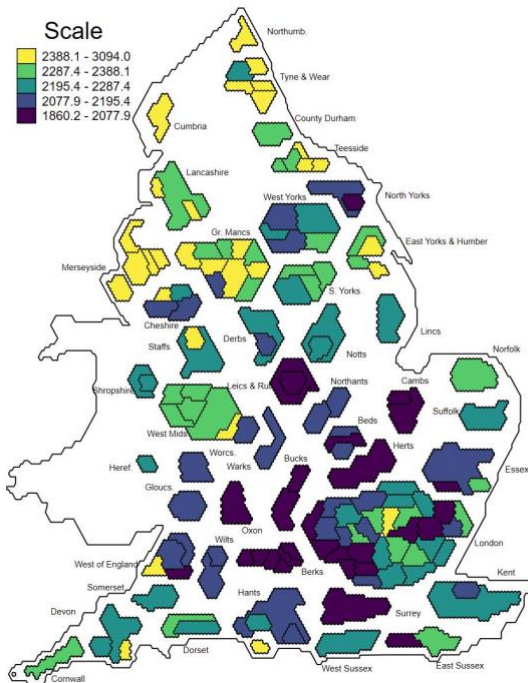 Scale
2388.1 - 3094.0
2287.4 - 2388.1
2195.4 - 2287.4
2077.9 - 2195.4
1860.2 - 2077.9
Northumb.
Tyne & Wear
Cumbria
County Durham
Teesside
Lancashire
West Yorks
North Yorks
Gr. Mancs
East Yorks & Humber
Merseyside
S. Yorks
Cheshire
Staffs
Derbs
Notts
Lincs
Norfolk
Shropshire
Leics & Rut
Northants
Cambs
Suffolk
West Mids
Beds
Worcs.
Warks
Bucks
Herts
Heref.
Essex
Gloucs.
Oxon
London
Wilts
West of England
Berks
Kent
Somerset
Hants
Surrey
Devon
Dorset
Cornwall
West Sussex
East Sussex